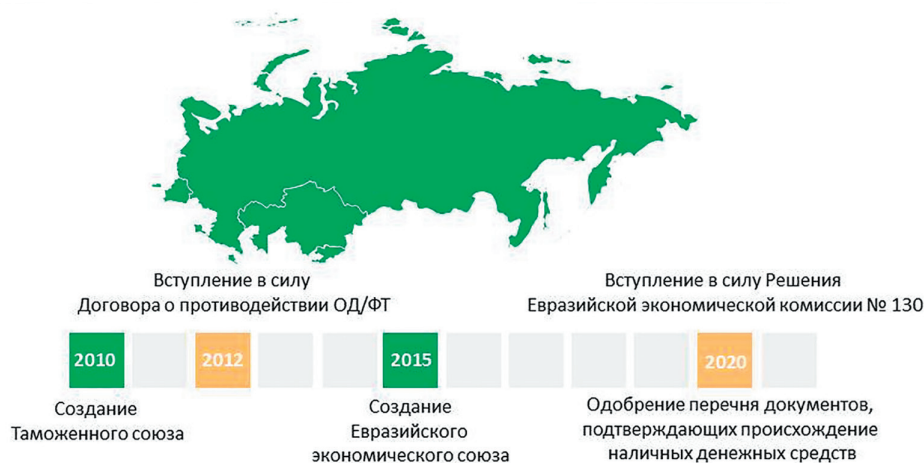 Вступление в силу
Договора о противодействии ОД/ФТ
Вступление в силу Решения
Евразийской экономической комиссии № 130
2010
2012
2015
2020
Создание
Таможенного союза
Создание
Евразийского
экономического союза
Одобрение перечня документов,
подтверждающих происхождение
наличных денежных средств